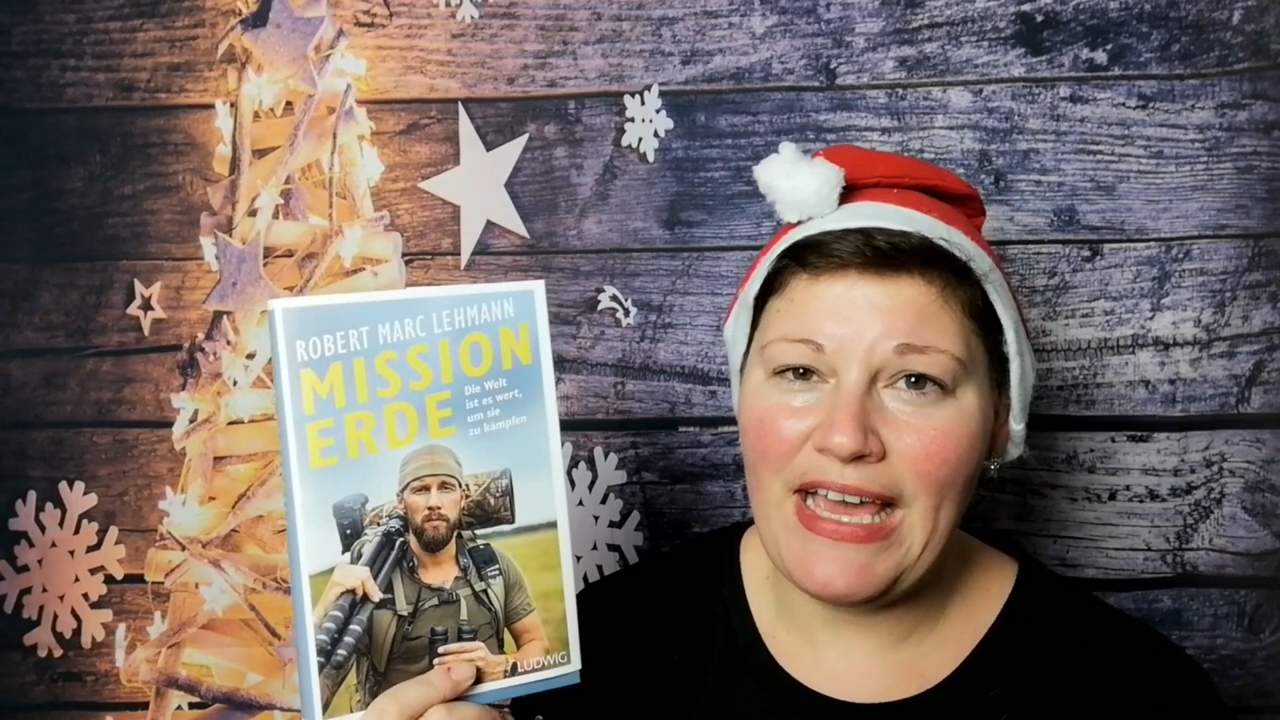 ROBERT MARC LEHMANN
MISSION
ERDE
Die Welt
ist es wert,
um sie
zu kämpfen
LUDWIG